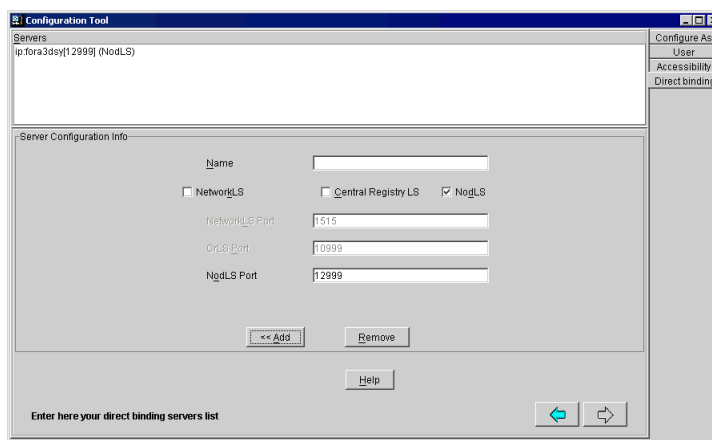 Configuration Tool
Servers
Configure As
ip:fora3dsy[12999] (NodLS)
User
Accessibility
Direct binding
Server Configuration Info
Name
NetworkLS
Central Registry LS
NodLS
NetworkLS Port
1515
CrLS Port
10999
NodLS Port
12999
<< Add
Remove
Help
Enter here your direct binding servers list